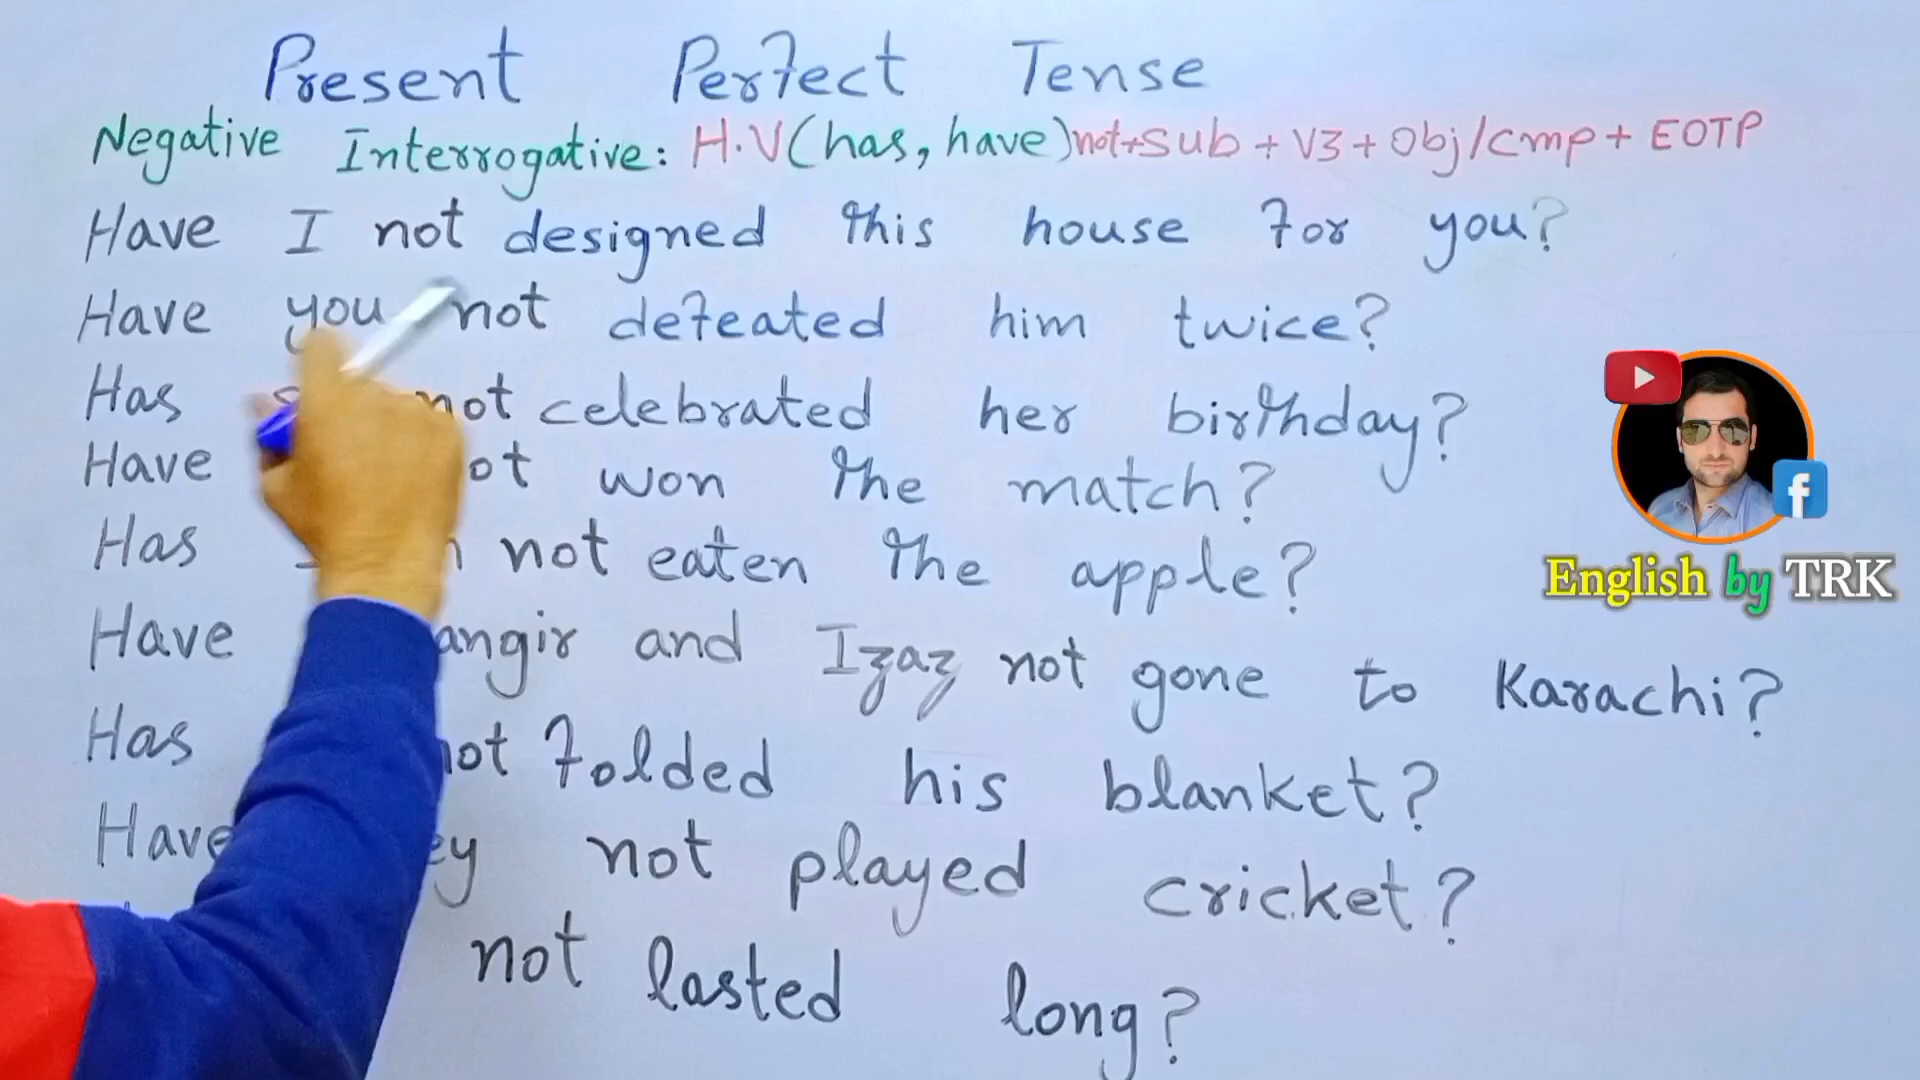 Present Perfect Tense
Negative Interrogative: H.V(has, have)not+Sub + V3 + Obj/cmp + EOTP
Have I not designed this house for you?
Have you not defeated him twice?
Has not celebrated her birthday?
Have won the match?
Has not eaten the apple?
Have and Izaz not gone to Karachi?
Has folded his blanket?
Have not played cricket?
not lasted long?
English by TRK